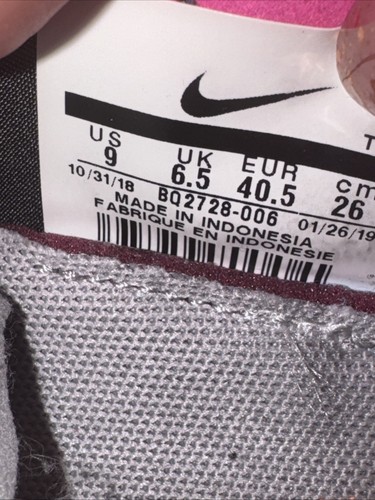 US UK EUR cm
9 6.5 40.5 26
10/31/18 BQ2728-006 01/26/19
MADE IN INDONESIA
FABRIQUE EN INDONESIE